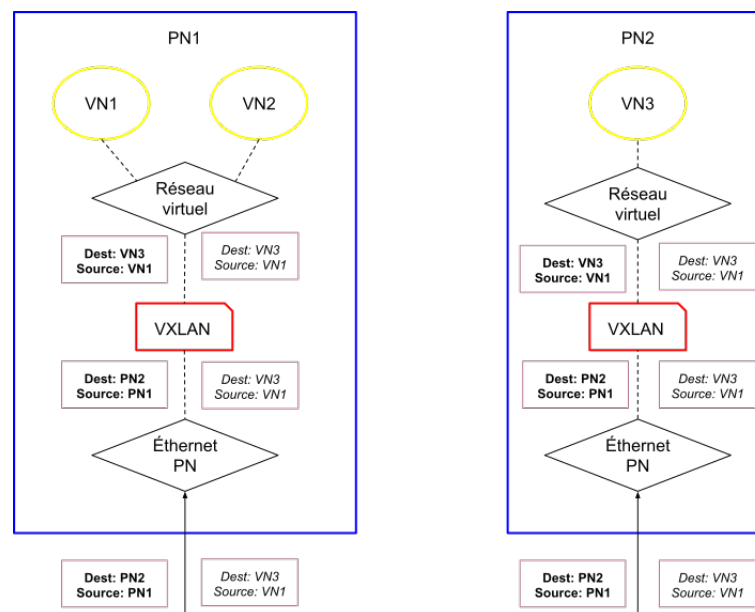 PN1
PN2
VN1
VN2
VN3
Réseau
virtuel
Réseau
virtuel
Dest: VN3
Source: VN1
Dest: VN3
Source: VN1
Dest: VN3
Source: VN1
Dest: VN3
Source: VN1
VXLAN
VXLAN
Dest: PN2
Source: PN1
Dest: VN3
Source: VN1
Dest: PN2
Source: PN1
Dest: VN3
Source: VN1
Éthernet
PN
Éthernet
PN
Dest: PN2
Source: PN1
Dest: VN3
Source: VN1
Dest: PN2
Source: PN1
Dest: VN3
Source: VN1